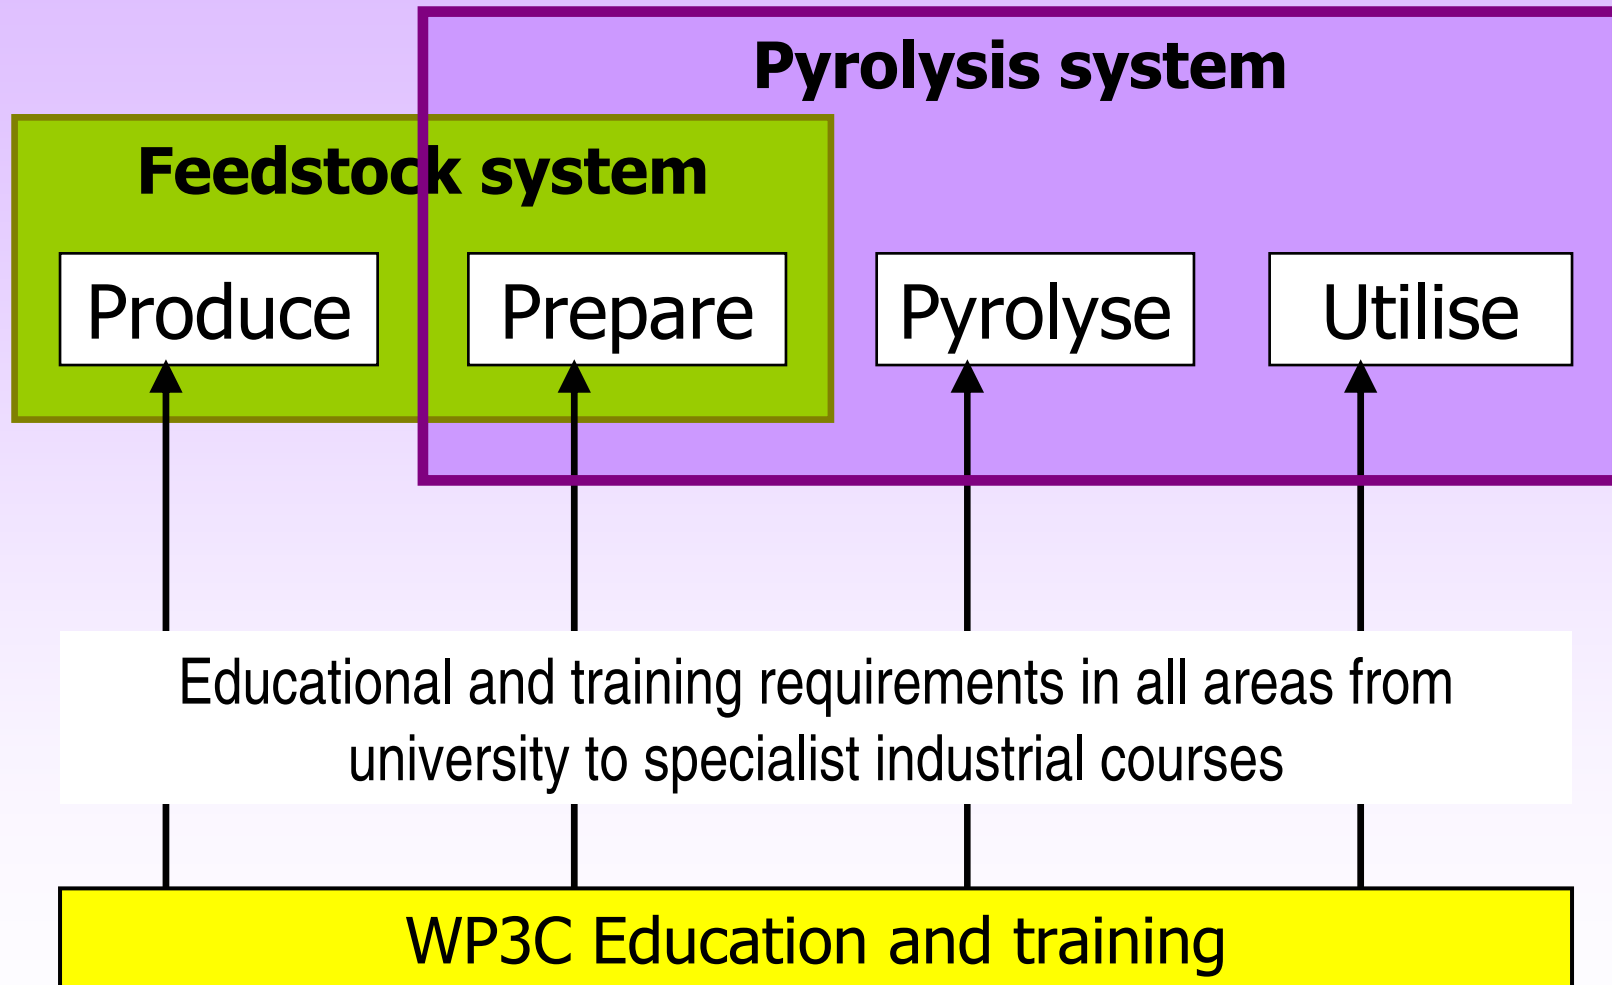 Pyrolysis system
Feedstock system
Produce
Prepare
Pyrolyse
Utilise
Educational and training requirements in all areas from
university to specialist industrial courses
WP3C Education and training